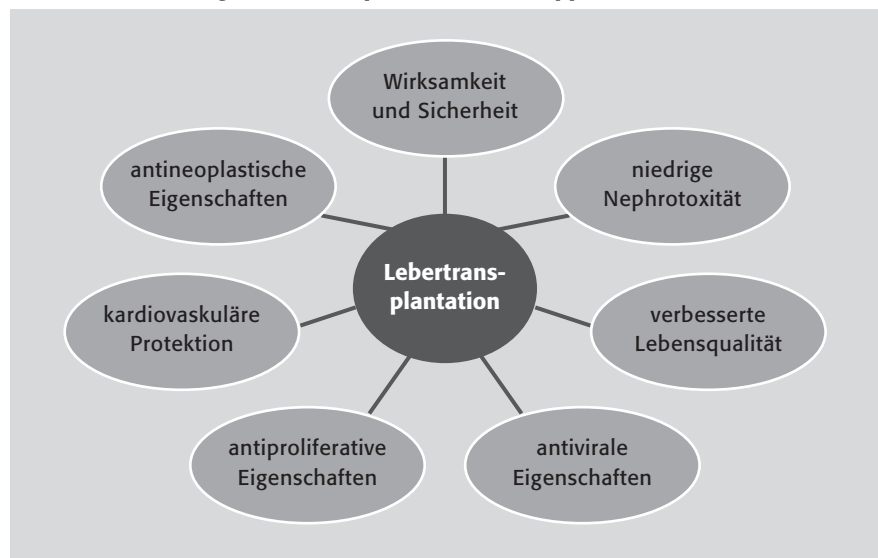 Wirksamkeit
und Sicherheit
antineoplastische
Eigenschaften
niedrige
Nephrotoxität
Lebertrans-
plantation
kardiovaskuläre
Protektion
verbesserte
Lebensqualität
antiproliferative
Eigenschaften
antivirale
Eigenschaften